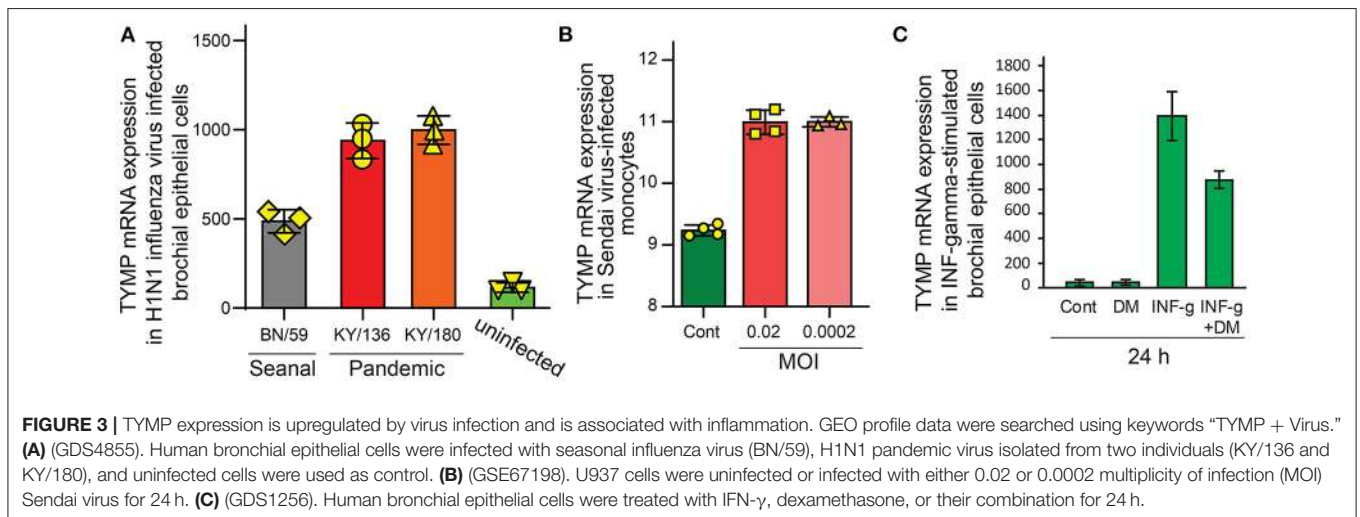 A
TYMP mRNA expression
in H1N1 influenza virus infected
brochial epithelial cells
1500
1000
500
0
BN/59
KY/136
KY/180
uninfected
Seanal
Pandemic
B
TYMP mRNA expression
in Sendai virus-infected
monocytes
12
11
10
9
8
Cont
0.02
0.0002
MOI
C
TYMP mRNA expression
in INF-gamma-stimulated
brochial epithelial cells
1800
1600
1400
1200
1000
800
600
400
200
0
Cont
DM
INF-g
INF-g
+DM
24 h
FIGURE 3 | TYMP expression is upregulated by virus infection and is associated with inflammation. GEO profile data were searched using keywords “TYMP + Virus.”
(A) (GDS4855). Human bronchial epithelial cells were infected with seasonal influenza virus (BN/59), H1N1 pandemic virus isolated from two individuals (KY/136 and
KY/180), and uninfected cells were used as control. (B) (GSE67198). U937 cells were uninfected or infected with either 0.02 or 0.0002 multiplicity of infection (MOI)
Sendai virus for 24 h. (C) (GDS1256). Human bronchial epithelial cells were treated with IFN-γ, dexamethasone, or their combination for 24 h.